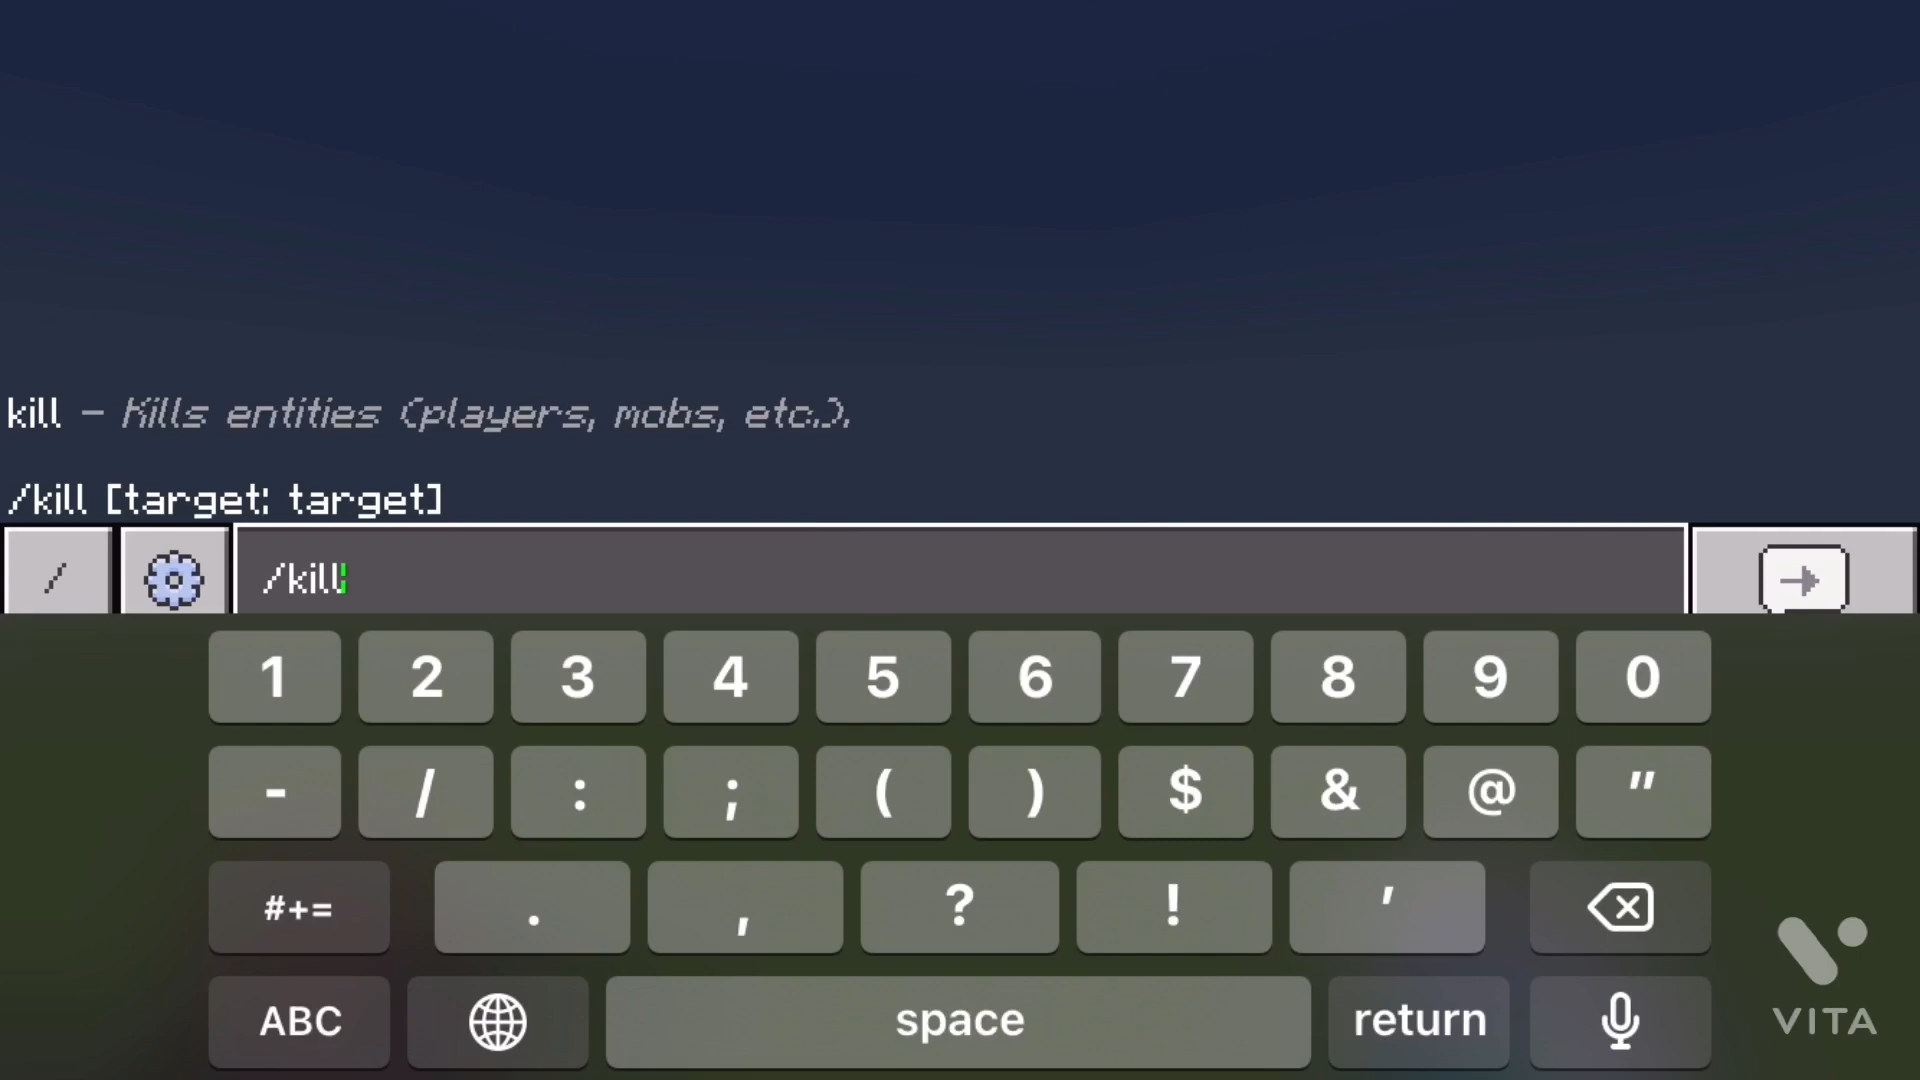 kill - Kills entities (players, mobs, etc.).
/kill [target: target]
/ /kill
1 2 3 4 5 6 7 8 9 0
- / : ; ( ) $ & @ "
#+= . , ? ! '
ABC space return
VITA